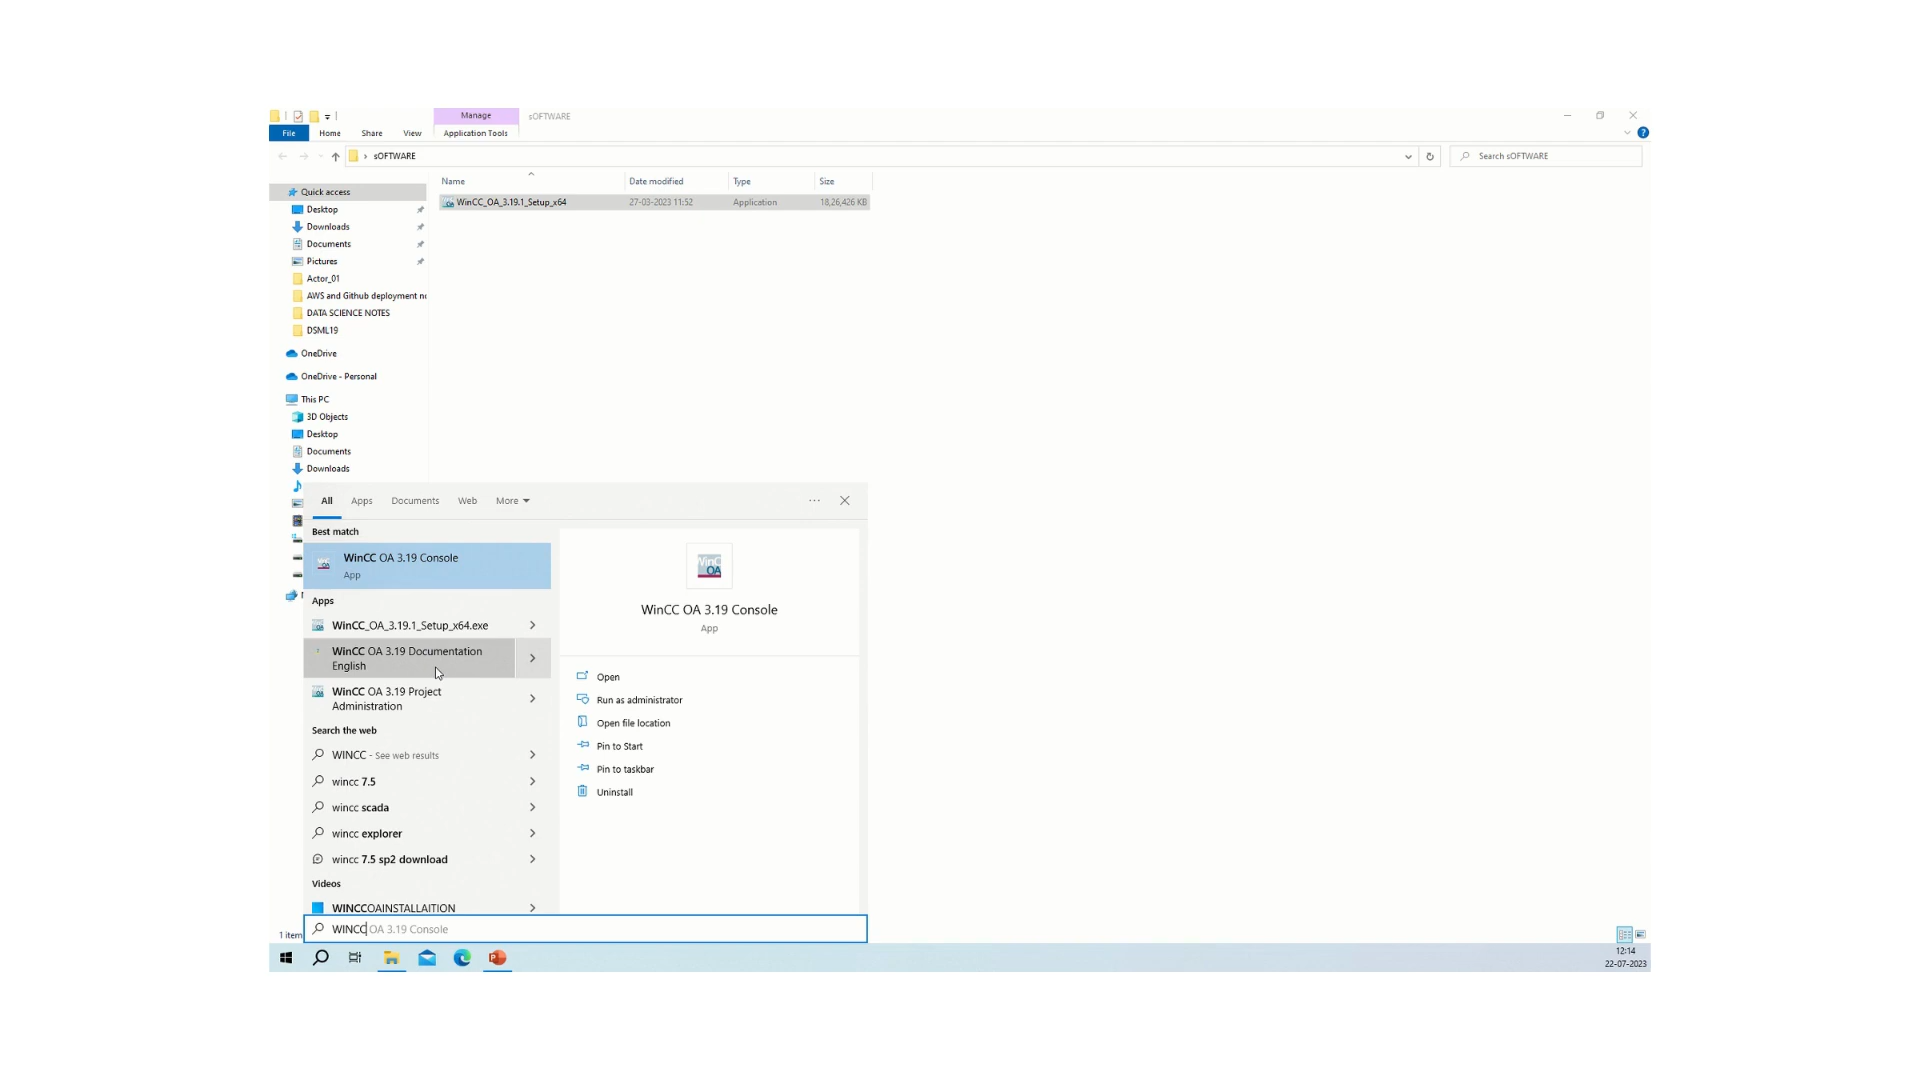 Manage
sOFTWARE
File
Home
Share
View
Application Tools
sOFTWARE
Search sOFTWARE
Name
Date modified
Type
Size
Quick access
WinCC_OA_3.19.1_Setup_x64
27-03-2023 11:52
Application
18,26,426 KB
Desktop
Downloads
Documents
Pictures
Actor_01
AWS and Github deployment no
DATA SCIENCE NOTES
DSML19
OneDrive
OneDrive - Personal
This PC
3D Objects
Desktop
Documents
Downloads
All
Apps
Documents
Web
More
Best match
WinCC OA 3.19 Console
App
Apps
WinCC_OA_3.19.1_Setup_x64.exe
WinCC OA 3.19 Documentation
English
WinCC OA 3.19 Project
Administration
Search the web
WINCC - See web results
wincc 7.5
wincc scada
wincc explorer
wincc 7.5 sp2 download
Videos
WINCCOAINSTALLAITION
WinCC OA 3.19 Console
App
Open
Run as administrator
Open file location
Pin to Start
Pin to taskbar
Uninstall
1 item
WINCC OA 3.19 Console
12:14
22-07-2023